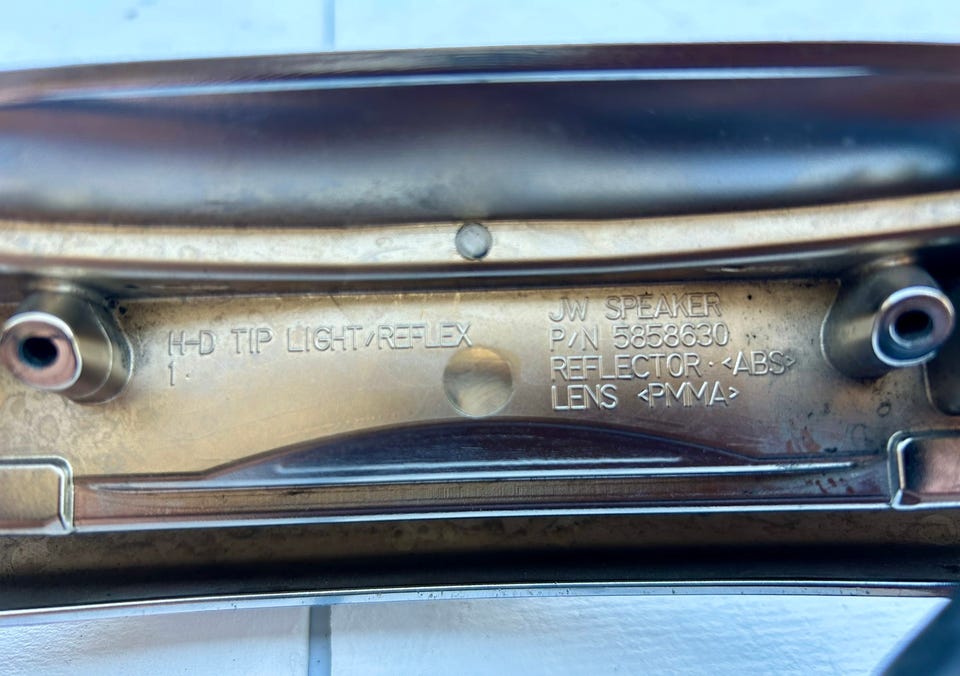 H-D TIP LIGHT/REFLEX
1
JW SPEAKER
P/N 5858630
REFLECTOR <ABS>
LENS <PMMA>